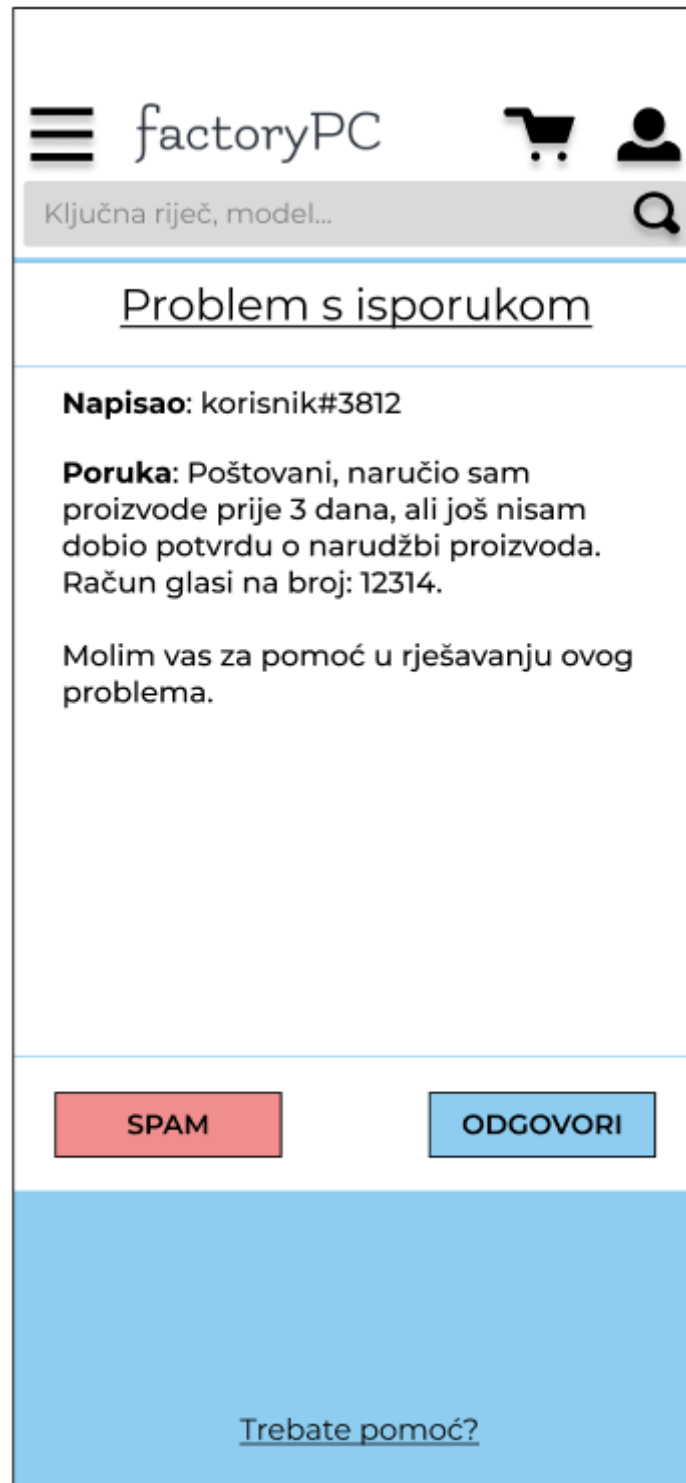 factoryPC
Ključna riječ, model...
Problem s isporukom
Napisao: korisnik#3812
Poruka: Poštovani, naručio sam
proizvode prije 3 dana, ali još nisam
dobio potvrdu o narudžbi proizvoda.
Račun glasi na broj: 12314.
Molim vas za pomoć u rješavanju ovog
problema.
SPAM
ODGOVORI
Trebate pomoć?